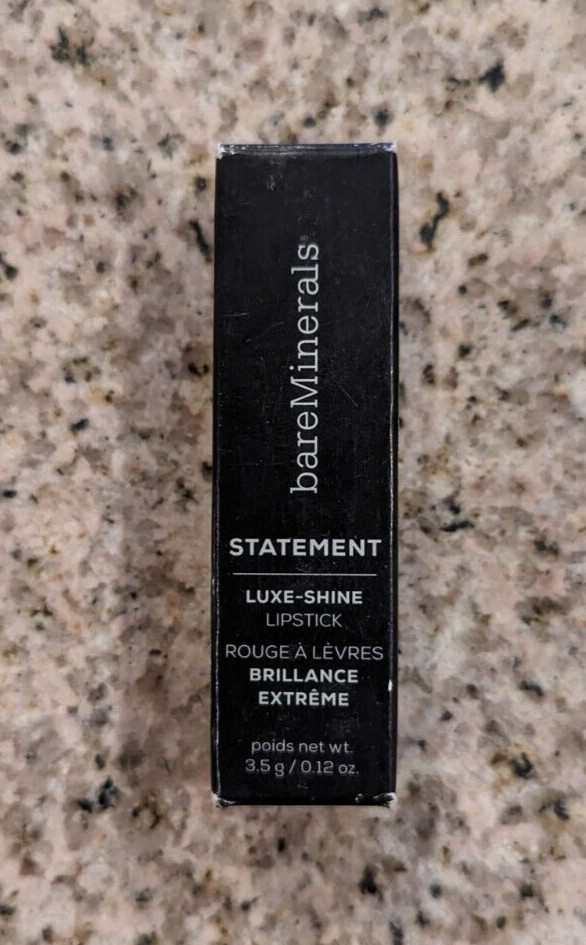 bareMinerals
STATEMENT
LUXE-SHINE
LIPSTICK
ROUGE À LÈVRES
BRILLANCE
EXTRÊME
poids net wt.
3.5 g / 0.12 oz.